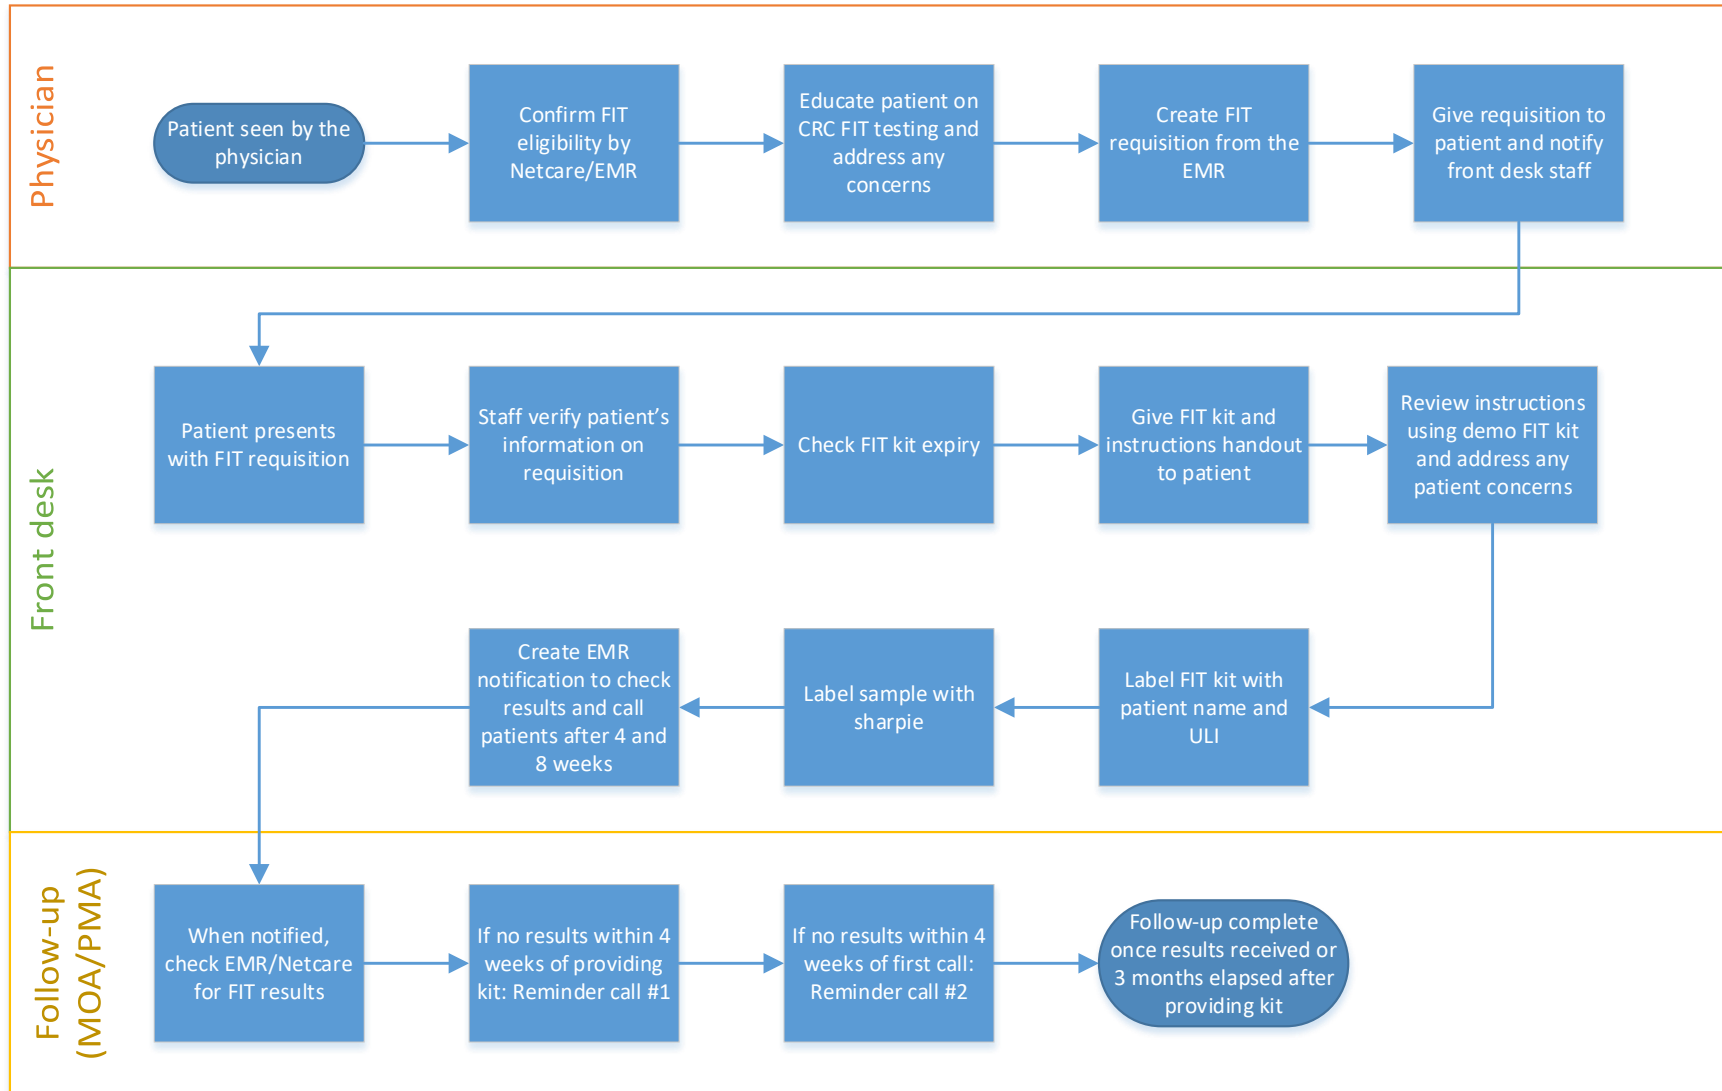 Physician
Patient seen by the
physician
Confirm FIT
eligibility by
Netcare/EMR
Educate patient on
CRC FIT testing and
address any
concerns
Create FIT
requisition from the
EMR
Give requisition to
patient and notify
front desk staff
Front desk
Patient presents
with FIT requisition
Staff verify patient’s
information on
requisition
Check FIT kit expiry
Give FIT kit and
instructions handout
to patient
Review instructions
using demo FIT kit
and address any
patient concerns
Label FIT kit with
patient name and
ULI
Label sample with
sharpie
Create EMR
notification to check
results and call
patients after 4 and
8 weeks
Follow-up
(MOA/PMA)
When notified,
check EMR/Netcare
for FIT results
If no results within 4
weeks of providing
kit: Reminder call #1
If no results within 4
weeks of first call:
Reminder call #2
Follow-up complete
once results received or
3 months elapsed after
providing kit